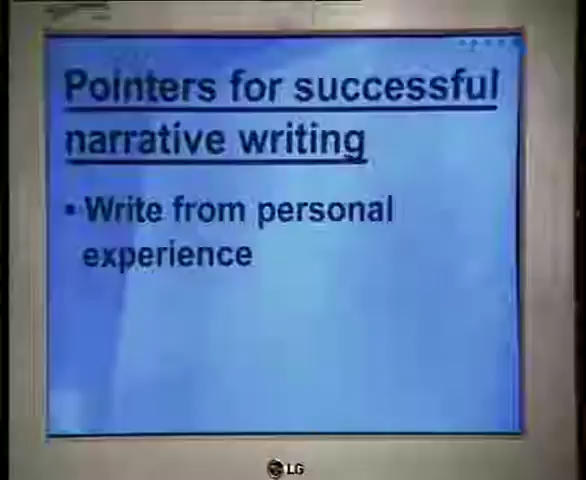 Pointers for successful
narrative writing
• Write from personal
experience
LG